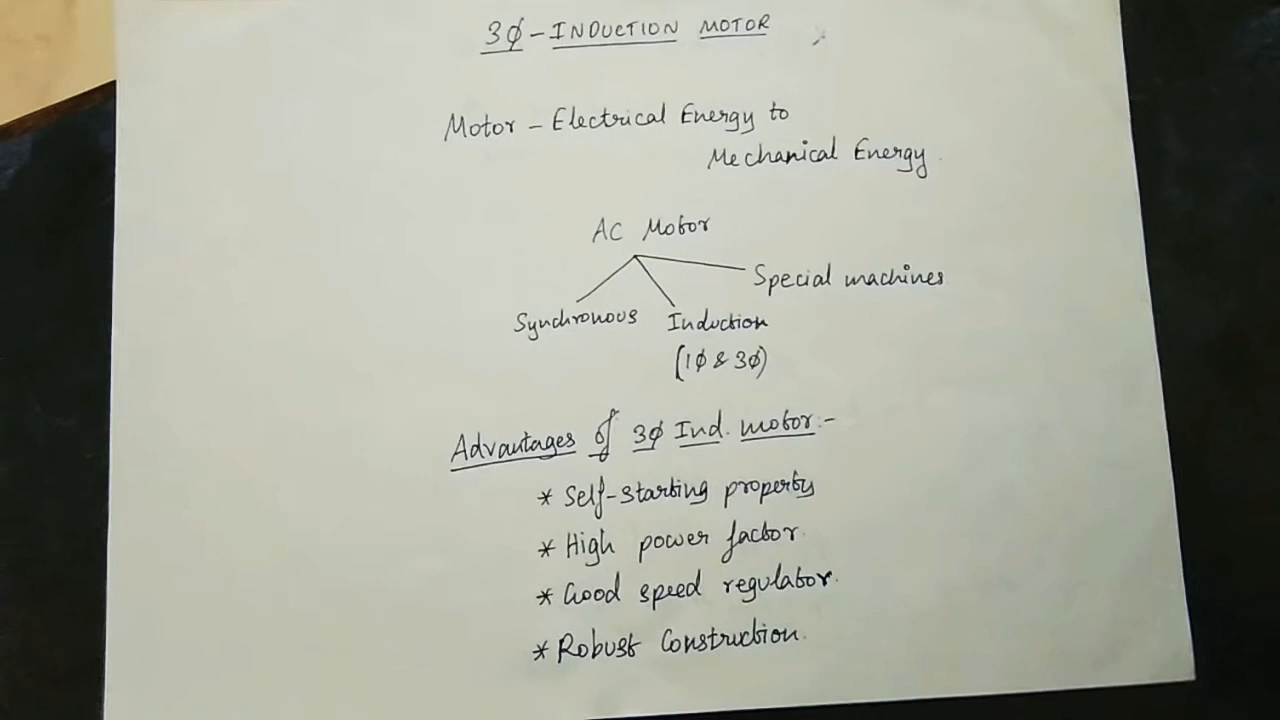 3φ - INDUCTION MOTOR
Motor - Electrical Energy to
Mechanical Energy.
AC Motor
Special machines
Synchronous Induction
(1φ & 3φ)
Advantages of 3φ Ind. motor:-
* Self-starting property
* High power factor.
* Good speed regulator.
* Robust Construction.